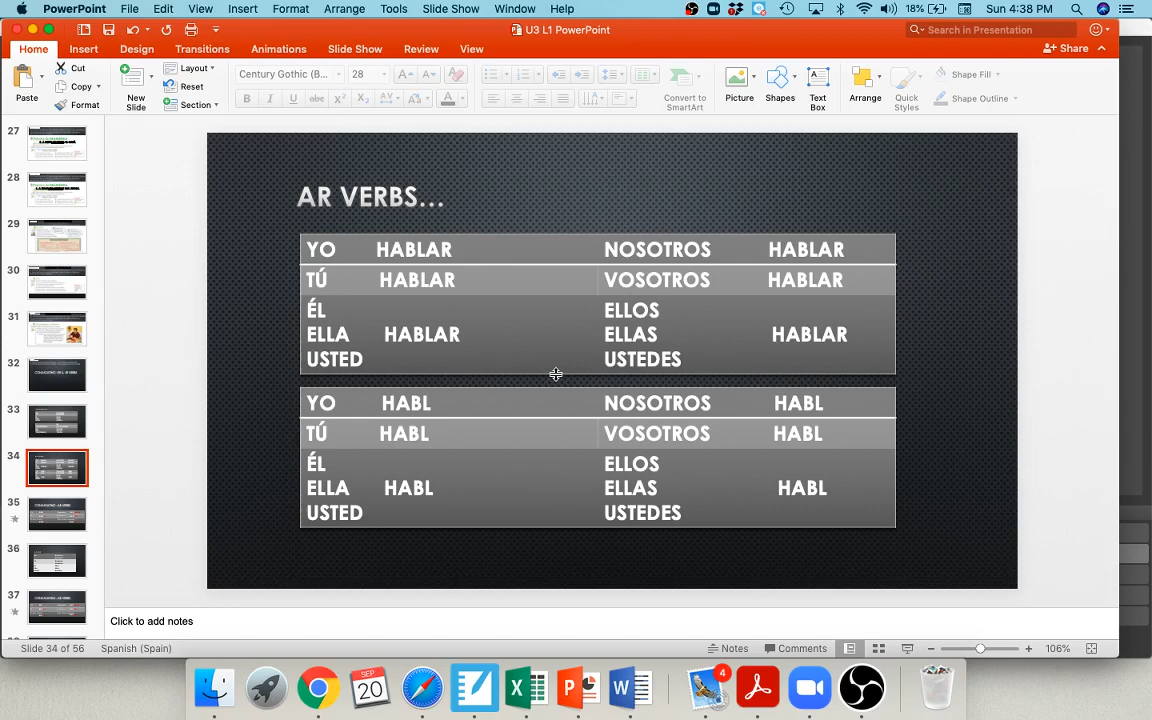 PowerPoint File Edit View Insert Format Arrange Tools Slide Show Window Help 18% Sun 4:38 PM
U3 L1 PowerPoint Search in Presentation
Home Insert Design Transitions Animations Slide Show Review View Share
Paste Cut Copy Format New Slide Layout Reset Section Century Gothic (B... 28 Convert to SmartArt Picture Shapes Text Box Arrange Quick Styles Shape Fill Shape Outline
AR VERBS...
YO HABLAR NOSOTROS HABLAR
TÚ HABLAR VOSOTROS HABLAR
ÉL ELLOS
ELLA HABLAR ELLAS HABLAR
USTED USTEDES
YO HABL NOSOTROS HABL
TÚ HABL VOSOTROS HABL
ÉL ELLOS
ELLA HABL ELLAS HABL
USTED USTEDES
27
28
29
30
31
32
33
34
35
36
37
Click to add notes
Slide 34 of 56 Spanish (Spain) Notes Comments 106%
SEP
20
4